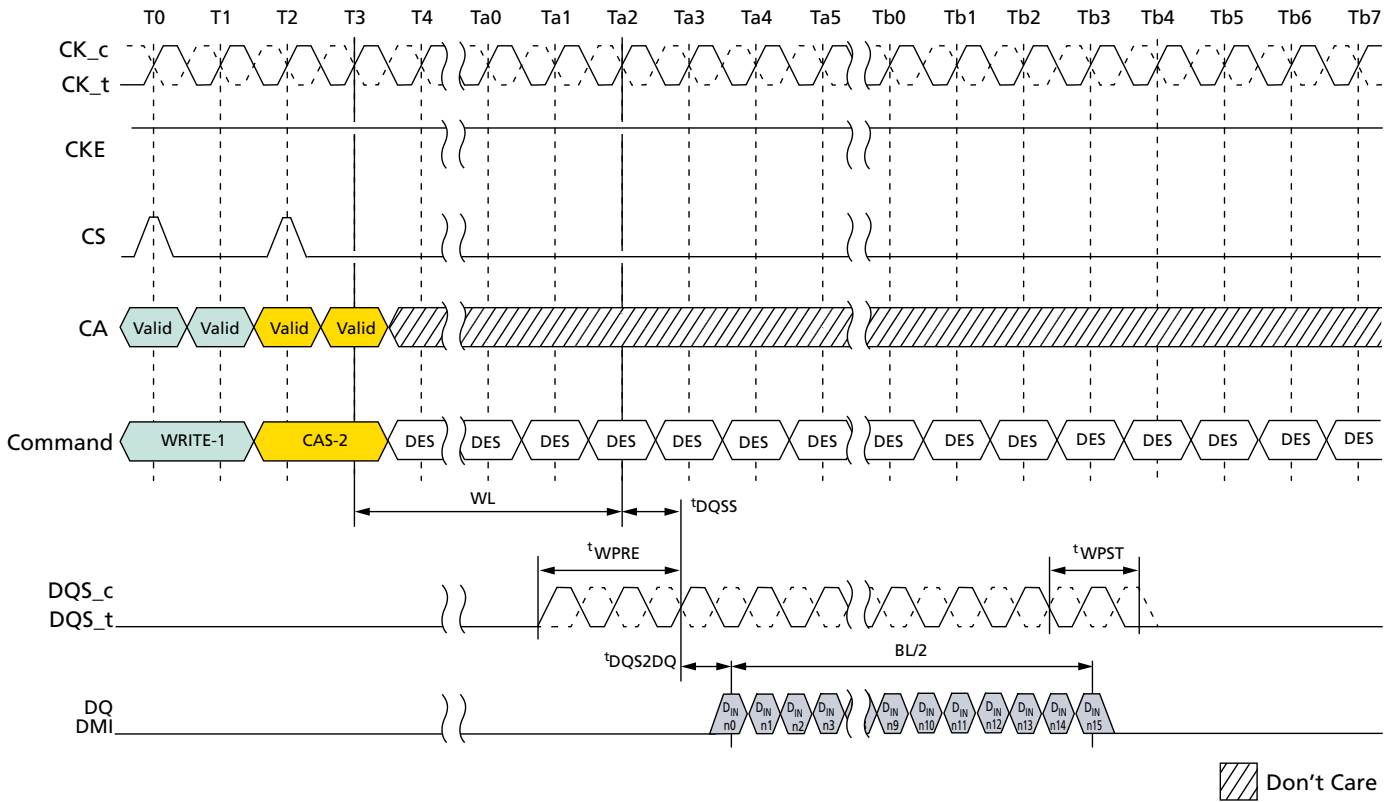 T0 T1 T2 T3 T4 Ta0 Ta1 Ta2 Ta3 Ta4 Ta5 Tb0 Tb1 Tb2 Tb3 Tb4 Tb5 Tb6 Tb7
CK_c
CK_t
CKE
CS
CA Valid Valid Valid Valid
Command WRITE-1 CAS-2 DES DES DES DES DES DES DES DES DES DES DES DES DES DES DES
WL tDQSS
tWPRE tWPST
DQS_c
DQS_t
tDQS2DQ BL/2
DQ
DMI
DIN n0 DIN n1 DIN n2 DIN n3 DIN n9 DIN n10 DIN n11 DIN n12 DIN n13 DIN n14 DIN n15
Don't Care